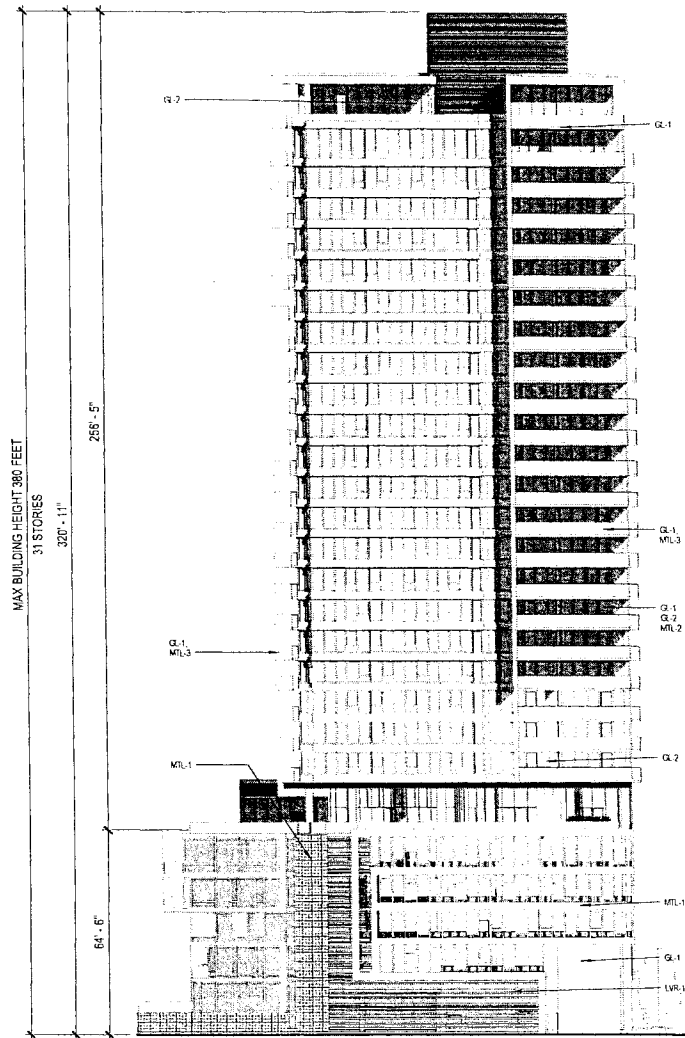 GL-2
GL-1
MAX BUILDING HEIGHT 380 FEET
31 STORIES
320' - 11"
256' - 5"
GL-1,
MTL-3
GL-1
GL-2
MTL-2
GL-1,
MTL-3
GL-2
MTL-1
MTL-1
64' - 6"
GL-1
LVR-1